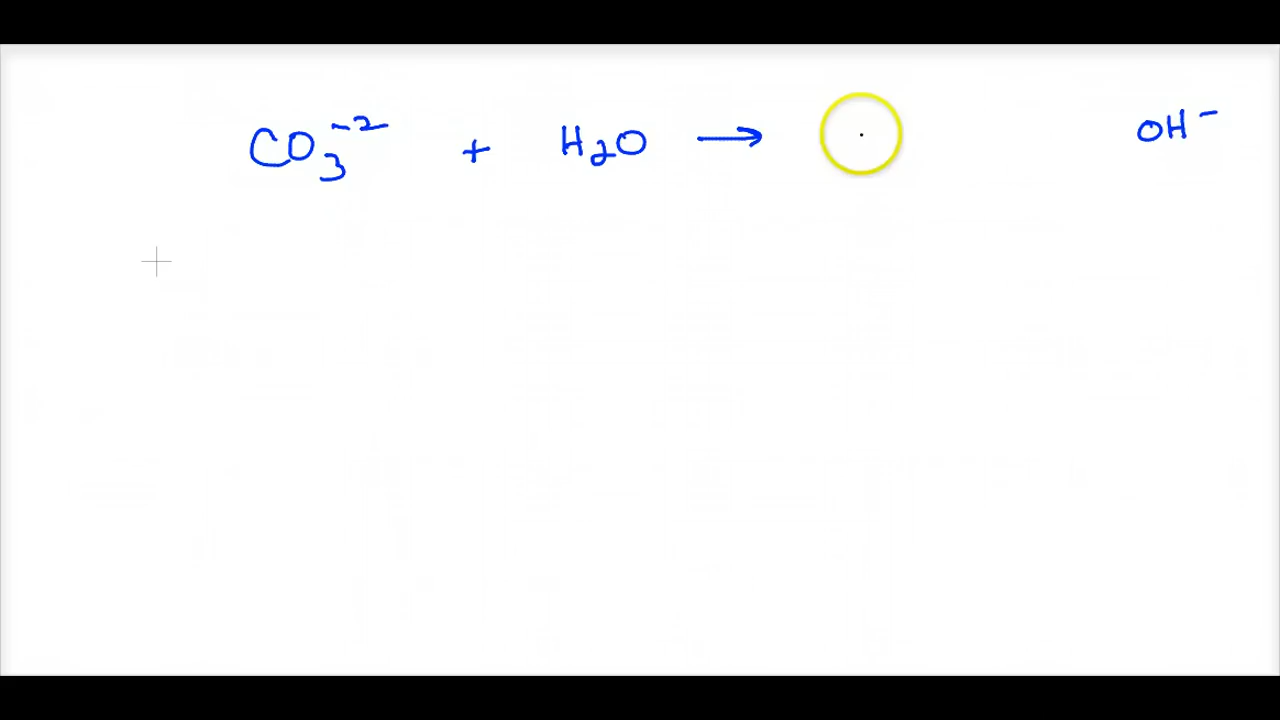 CO₃⁻² + H₂O → OH⁻